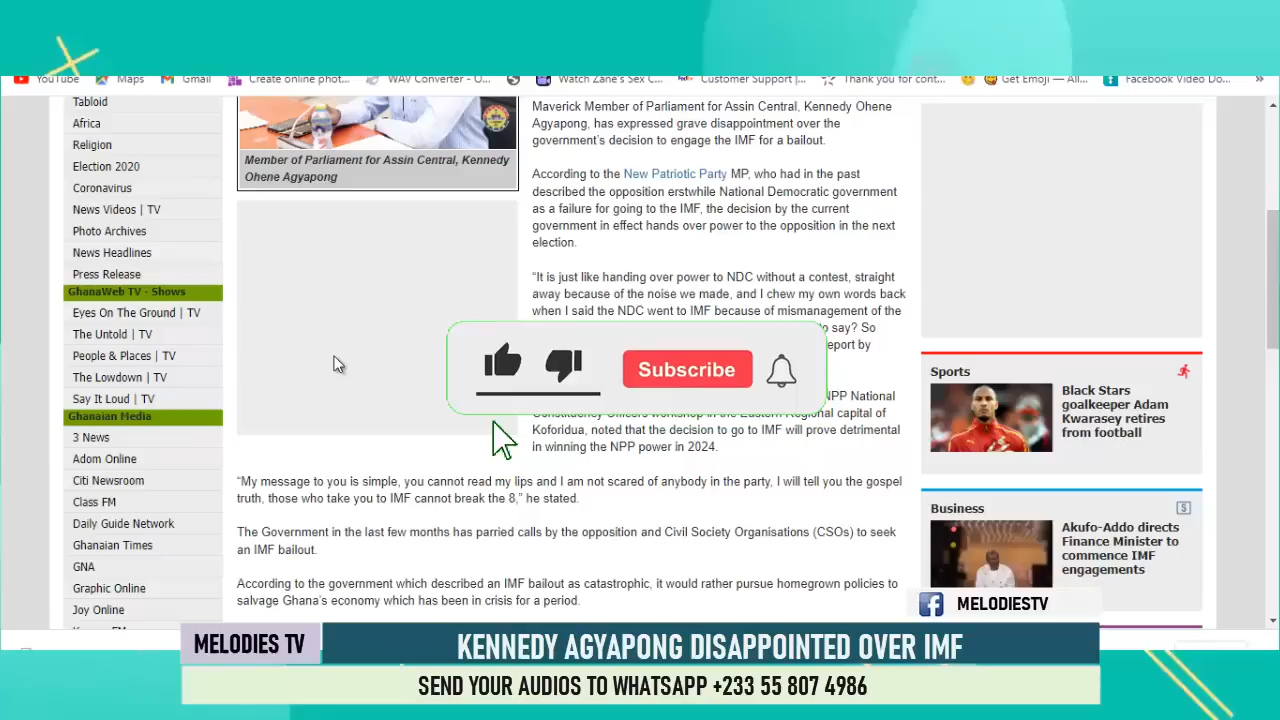 YouTube
Maps
Gmail
Create online phot...
WAV Converter - O...
Watch Zane's Sex C...
Customer Support |...
Thank you for cont...
Get Emoji — All...
Facebook Video Do...
»
Tabloid
Africa
Religion
Election 2020
Coronavirus
News Videos | TV
Photo Archives
News Headlines
Press Release
GhanaWeb TV - Shows
Eyes On The Ground | TV
The Untold | TV
People & Places | TV
The Lowdown | TV
Say It Loud | TV
Ghanaian Media
3 News
Adom Online
Citi Newsroom
Class FM
Daily Guide Network
Ghanaian Times
GNA
Graphic Online
Joy Online
Member of Parliament for Assin Central, Kennedy
Ohene Agyapong
Maverick Member of Parliament for Assin Central, Kennedy Ohene
Agyapong, has expressed grave disappointment over the
government's decision to engage the IMF for a bailout.
According to the New Patriotic Party MP, who had in the past
described the opposition erstwhile National Democratic government
as a failure for going to the IMF, the decision by the current
government in effect hands over power to the opposition in the next
election.
“It is just like handing over power to NDC without a contest, straight
away because of the noise we made, and I chew my own words back
when I said the NDC went to IMF because of mismanagement of the
to say? So
report by
NPP National
Constituency Officers workshop in the Eastern Regional capital of
Koforidua, noted that the decision to go to IMF will prove detrimental
in winning the NPP power in 2024.
“My message to you is simple, you cannot read my lips and I am not scared of anybody in the party, I will tell you the gospel
truth, those who take you to IMF cannot break the 8,” he stated.
The Government in the last few months has parried calls by the opposition and Civil Society Organisations (CSOs) to seek
an IMF bailout.
According to the government which described an IMF bailout as catastrophic, it would rather pursue homegrown policies to
salvage Ghana's economy which has been in crisis for a period.
Subscribe
Sports
Black Stars
goalkeeper Adam
Kwarasey retires
from football
Business
Akufo-Addo directs
Finance Minister to
commence IMF
engagements
MELODIESTV
MELODIES TV
KENNEDY AGYAPONG DISAPPOINTED OVER IMF
SEND YOUR AUDIOS TO WHATSAPP +233 55 807 4986